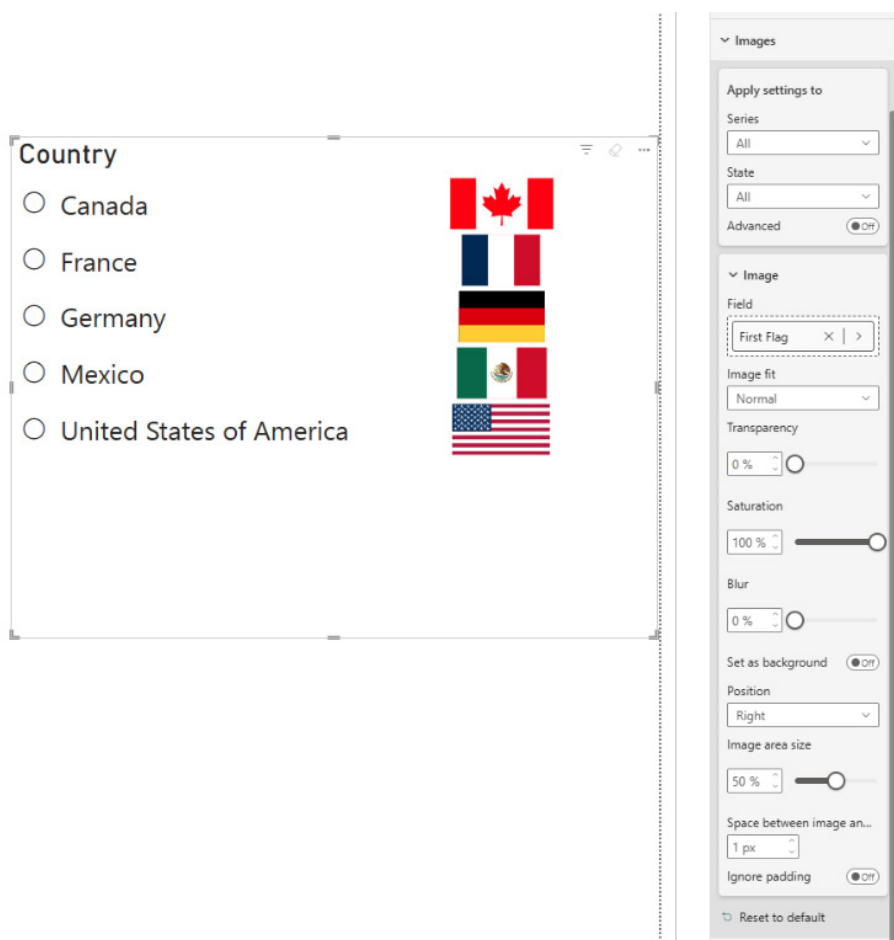 Country
Canada
France
Germany
Mexico
United States of America
Images
Apply settings to
Series
All
State
All
Advanced
Off
Image
Field
First Flag
Image fit
Normal
Transparency
0 %
Saturation
100 %
Blur
0 %
Set as background
Off
Position
Right
Image area size
50 %
Space between image an...
1 px
Ignore padding
Off
Reset to default